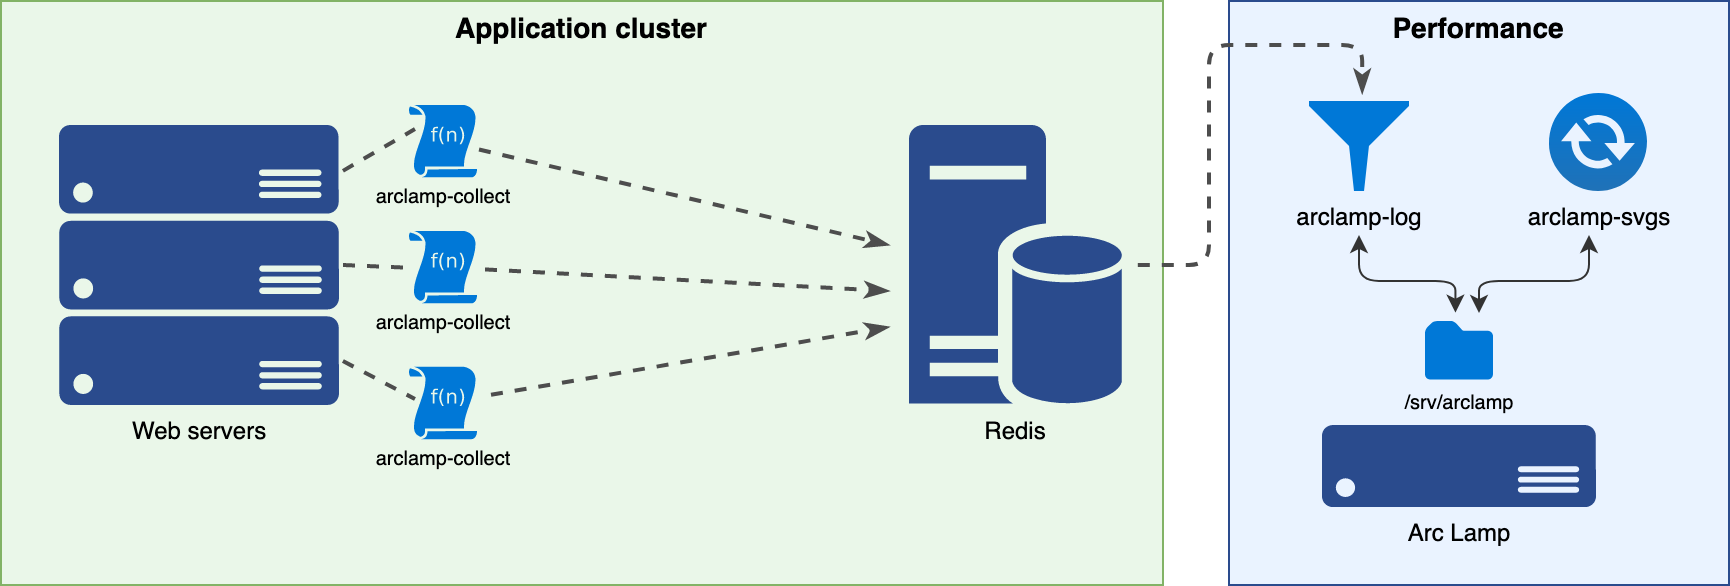 Application cluster
f(n)
arclamp-collect
f(n)
arclamp-collect
f(n)
arclamp-collect
Web servers
Redis
Performance
arclamp-log
arclamp-svgs
/srv/arclamp
Arc Lamp